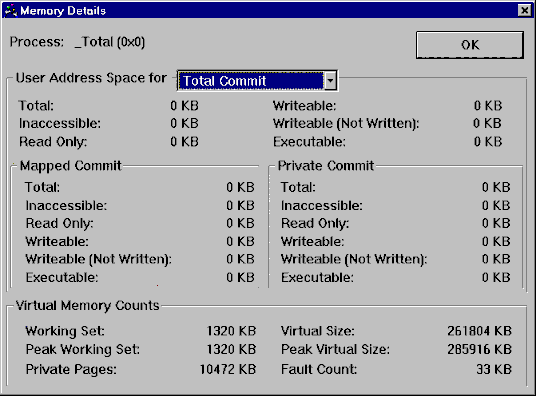 Memory Details
Process: _Total (0x0)
OK
User Address Space for Total Commit
Total: 0 KB Writeable: 0 KB
Inaccessible: 0 KB Writeable (Not Written): 0 KB
Read Only: 0 KB Executable: 0 KB
Mapped Commit Private Commit
Total: 0 KB Total: 0 KB
Inaccessible: 0 KB Inaccessible: 0 KB
Read Only: 0 KB Read Only: 0 KB
Writeable: 0 KB Writeable: 0 KB
Writeable (Not Written): 0 KB Writeable (Not Written): 0 KB
Executable: 0 KB Executable: 0 KB
Virtual Memory Counts
Working Set: 1320 KB Virtual Size: 261804 KB
Peak Working Set: 1320 KB Peak Virtual Size: 285916 KB
Private Pages: 10472 KB Fault Count: 33 KB